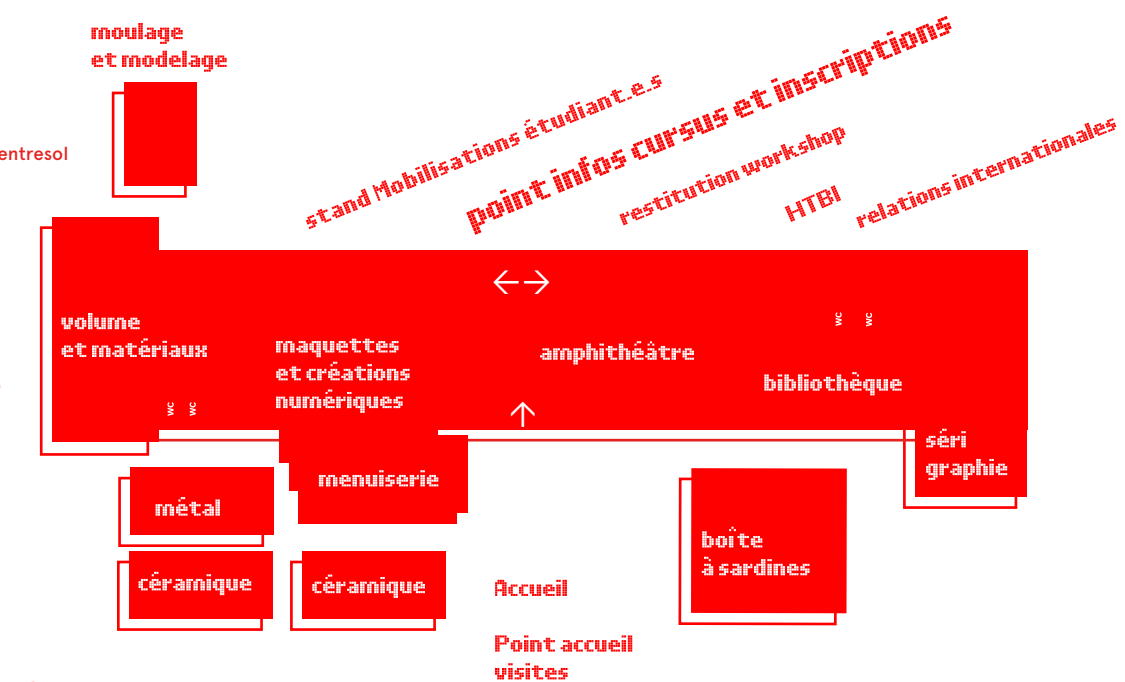 moulage
et modelage
entresol
stand Mobilisations étudiant.e.s
point infos cursus et inscriptions
restitution workshop
HTBI
relations internationales
volume
et matériaux
wc wc
maquettes
et créations
numériques
amphithéâtre
wc wc
bibliothèque
séri
graphie
menuiserie
métal
céramique
céramique
boîte
à sardines
Accueil
Point accueil
visites